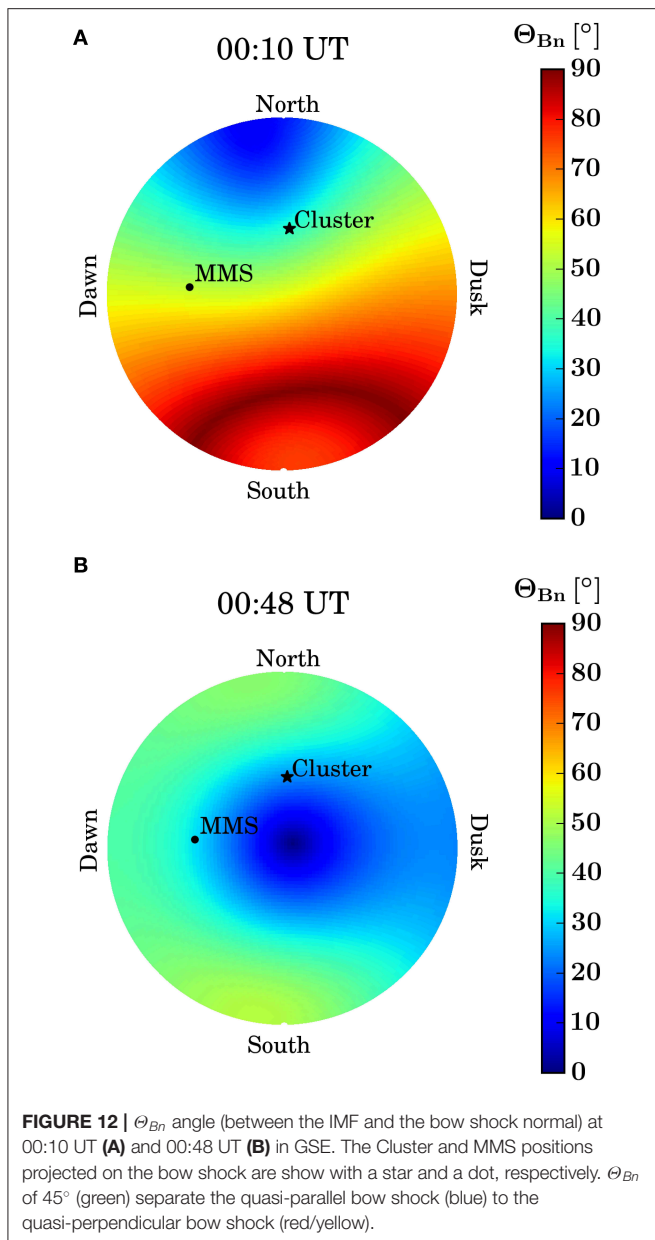 A
00:10 UT
Θ_Bn [°]
North
90
80
70
60
50
40
30
20
10
0
Cluster
MMS
Dawn
Dusk
South
B
00:48 UT
Θ_Bn [°]
North
90
80
70
60
50
40
30
20
10
0
Cluster
MMS
Dawn
Dusk
South
FIGURE 12 | Θ_Bn angle (between the IMF and the bow shock normal) at
00:10 UT (A) and 00:48 UT (B) in GSE. The Cluster and MMS positions
projected on the bow shock are show with a star and a dot, respectively. Θ_Bn
of 45° (green) separate the quasi-parallel bow shock (blue) to the
quasi-perpendicular bow shock (red/yellow).